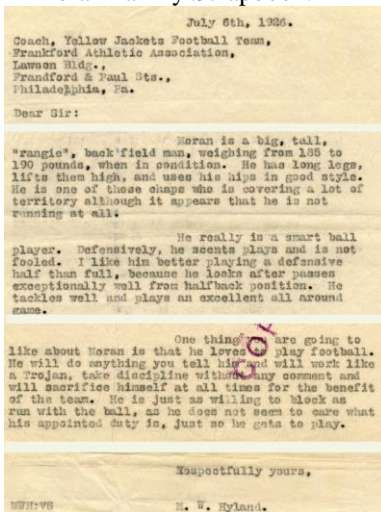 July 6th, 1926.
Coach, Yellow Jackets Football Team,
Frankford Athletic Association,
Lawson Bldg.,
Frandford & Paul Sts.,
Philadelphia, Pa.
Dear Sir:
Moran is a big, tall,
"rangie", back field man, weighing from 185 to
190 pounds, when in condition. He has long legs,
lifts them high, and uses his hips in good style.
He is one of these chaps who is covering a lot of
territory although it appears that he is not
running at all.
He really is a smart ball
player. Defensively, he scents plays and is not
fooled. I like him better playing a defensive
half than full, because he looks after passes
exceptionally well from halfback position. He
tackles well and plays an excellent all around
game.
One thing you are going to
like about Moran is that he loves to play football.
He will do anything you tell him and will work like
a Trojan, take discipline without any comment and
will sacrifice himself at all times for the benefit
of the team. He is just as willing to block as
run with the ball, as he does not seem to care what
his appointed duty is, just so he gets to play.
Respectfully yours,
MWH:VS M. W. Hyland.